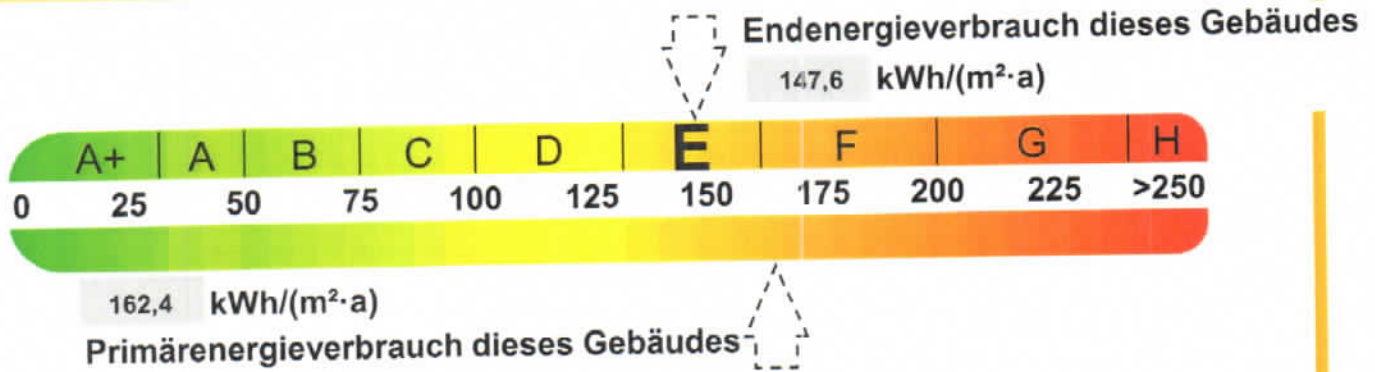 Endenergieverbrauch dieses Gebäudes
147,6 kWh/(m²·a)
A+ A B C D E F G H
0 25 50 75 100 125 150 175 200 225 >250
162,4 kWh/(m²·a)
Primärenergieverbrauch dieses Gebäudes